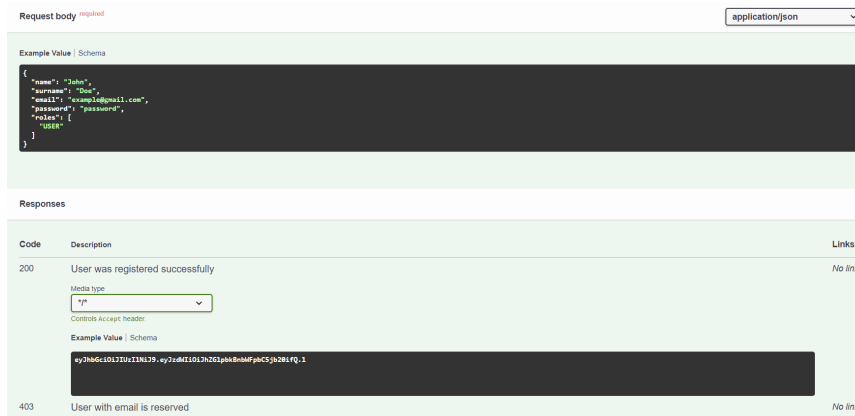 Request body required
application/json
Example Value | Schema
{
"name": "John",
"surname": "Doe",
"email": "example@gmail.com",
"password": "password",
"roles": [
"USER"
]
}
Responses
Code Description Links
200 User was registered successfully No lin
Media type
*/*
Controls Accept header.
Example Value | Schema
eyJhbGciOiJIUzI1NiJ9.eyJzdWIiOiJhZG1pbkBnbWFpbC5jb20ifQ.1
403 User with email is reserved No lin